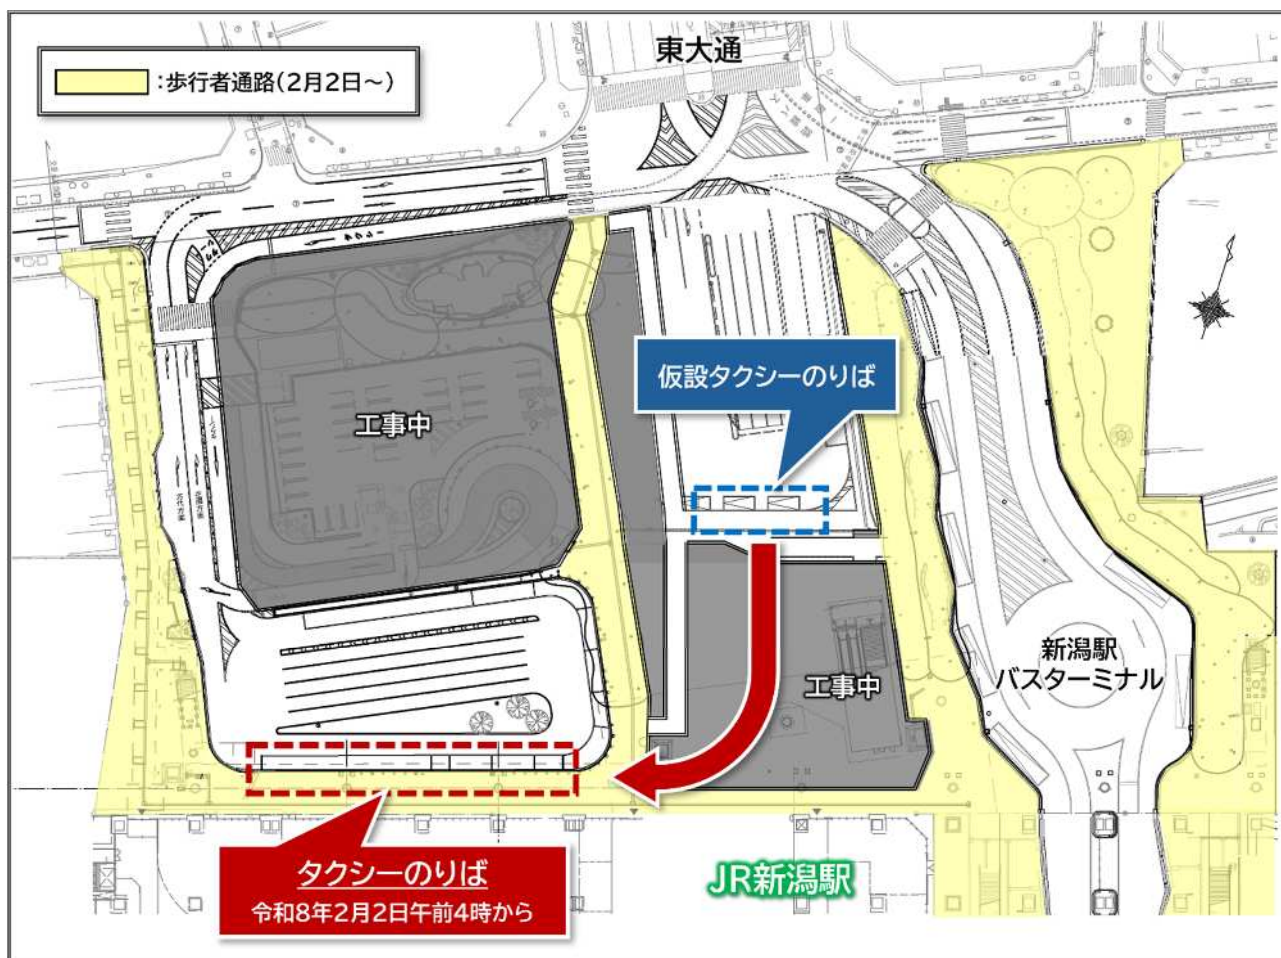 東大通
:歩行者通路(2月2日~)
仮設タクシーのりば
工事中
新潟駅
バスターミナル
工事中
タクシーのりば
令和8年2月2日午前4時から
JR新潟駅